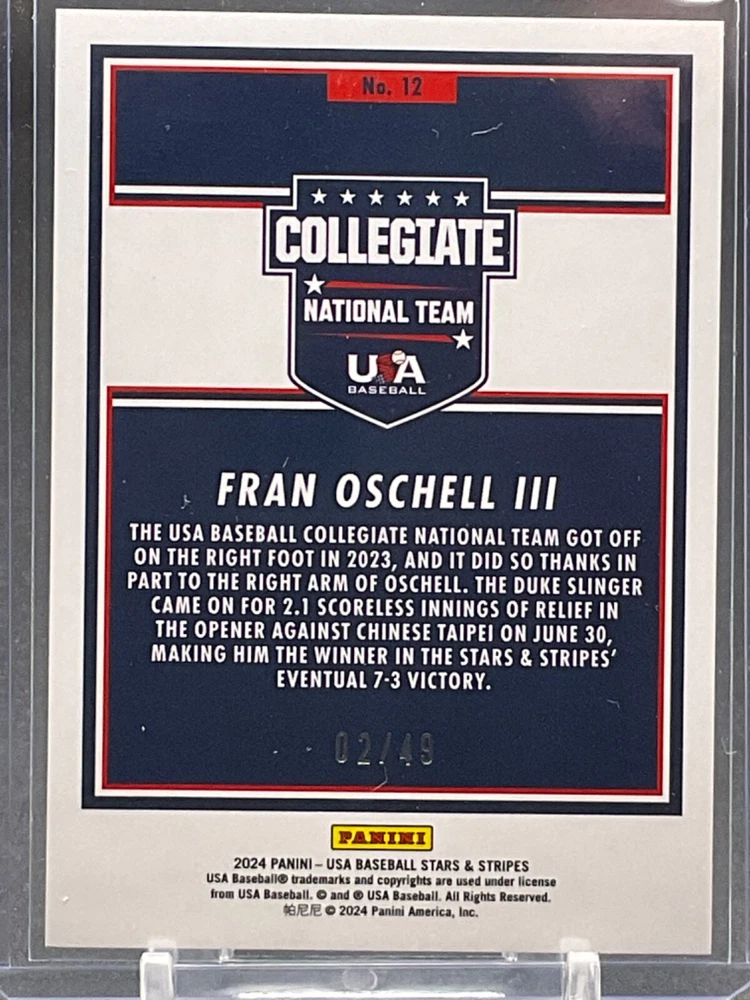 No. 12
COLLEGIATE
NATIONAL TEAM
USA
BASEBALL
FRAN OSCHELL III
THE USA BASEBALL COLLEGIATE NATIONAL TEAM GOT OFF
ON THE RIGHT FOOT IN 2023, AND IT DID SO THANKS IN
PART TO THE RIGHT ARM OF OSCHELL. THE DUKE SLINGER
CAME ON FOR 2.1 SCORELESS INNINGS OF RELIEF IN
THE OPENER AGAINST CHINESE TAIPEI ON JUNE 30,
MAKING HIM THE WINNER IN THE STARS & STRIPES'
EVENTUAL 7-3 VICTORY.
02/49
PANINI
2024 PANINI – USA BASEBALL STARS & STRIPES
USA Baseball® trademarks and copyrights are used under license
from USA Baseball. © and ® USA Baseball. All Rights Reserved.
帕尼尼 © 2024 Panini America, Inc.